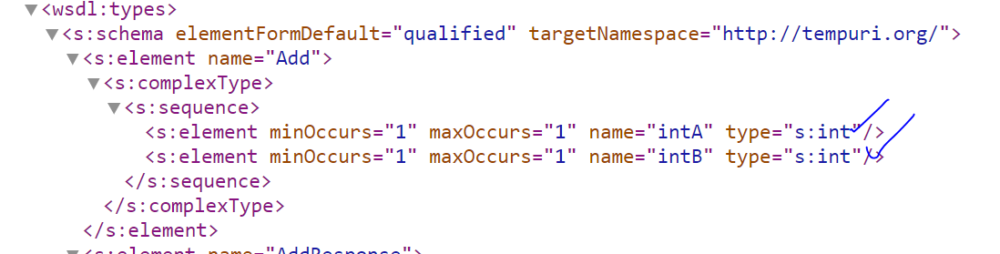 ▼<wsdl:types>
▼<s:schema elementFormDefault="qualified" targetNamespace="http://tempuri.org/">
▼<s:element name="Add">
▼<s:complexType>
▼<s:sequence>
<s:element minOccurs="1" maxOccurs="1" name="intA" type="s:int"/>
<s:element minOccurs="1" maxOccurs="1" name="intB" type="s:int"/>
</s:sequence>
</s:complexType>
</s:element>
▼<s:element name="AddResponse">